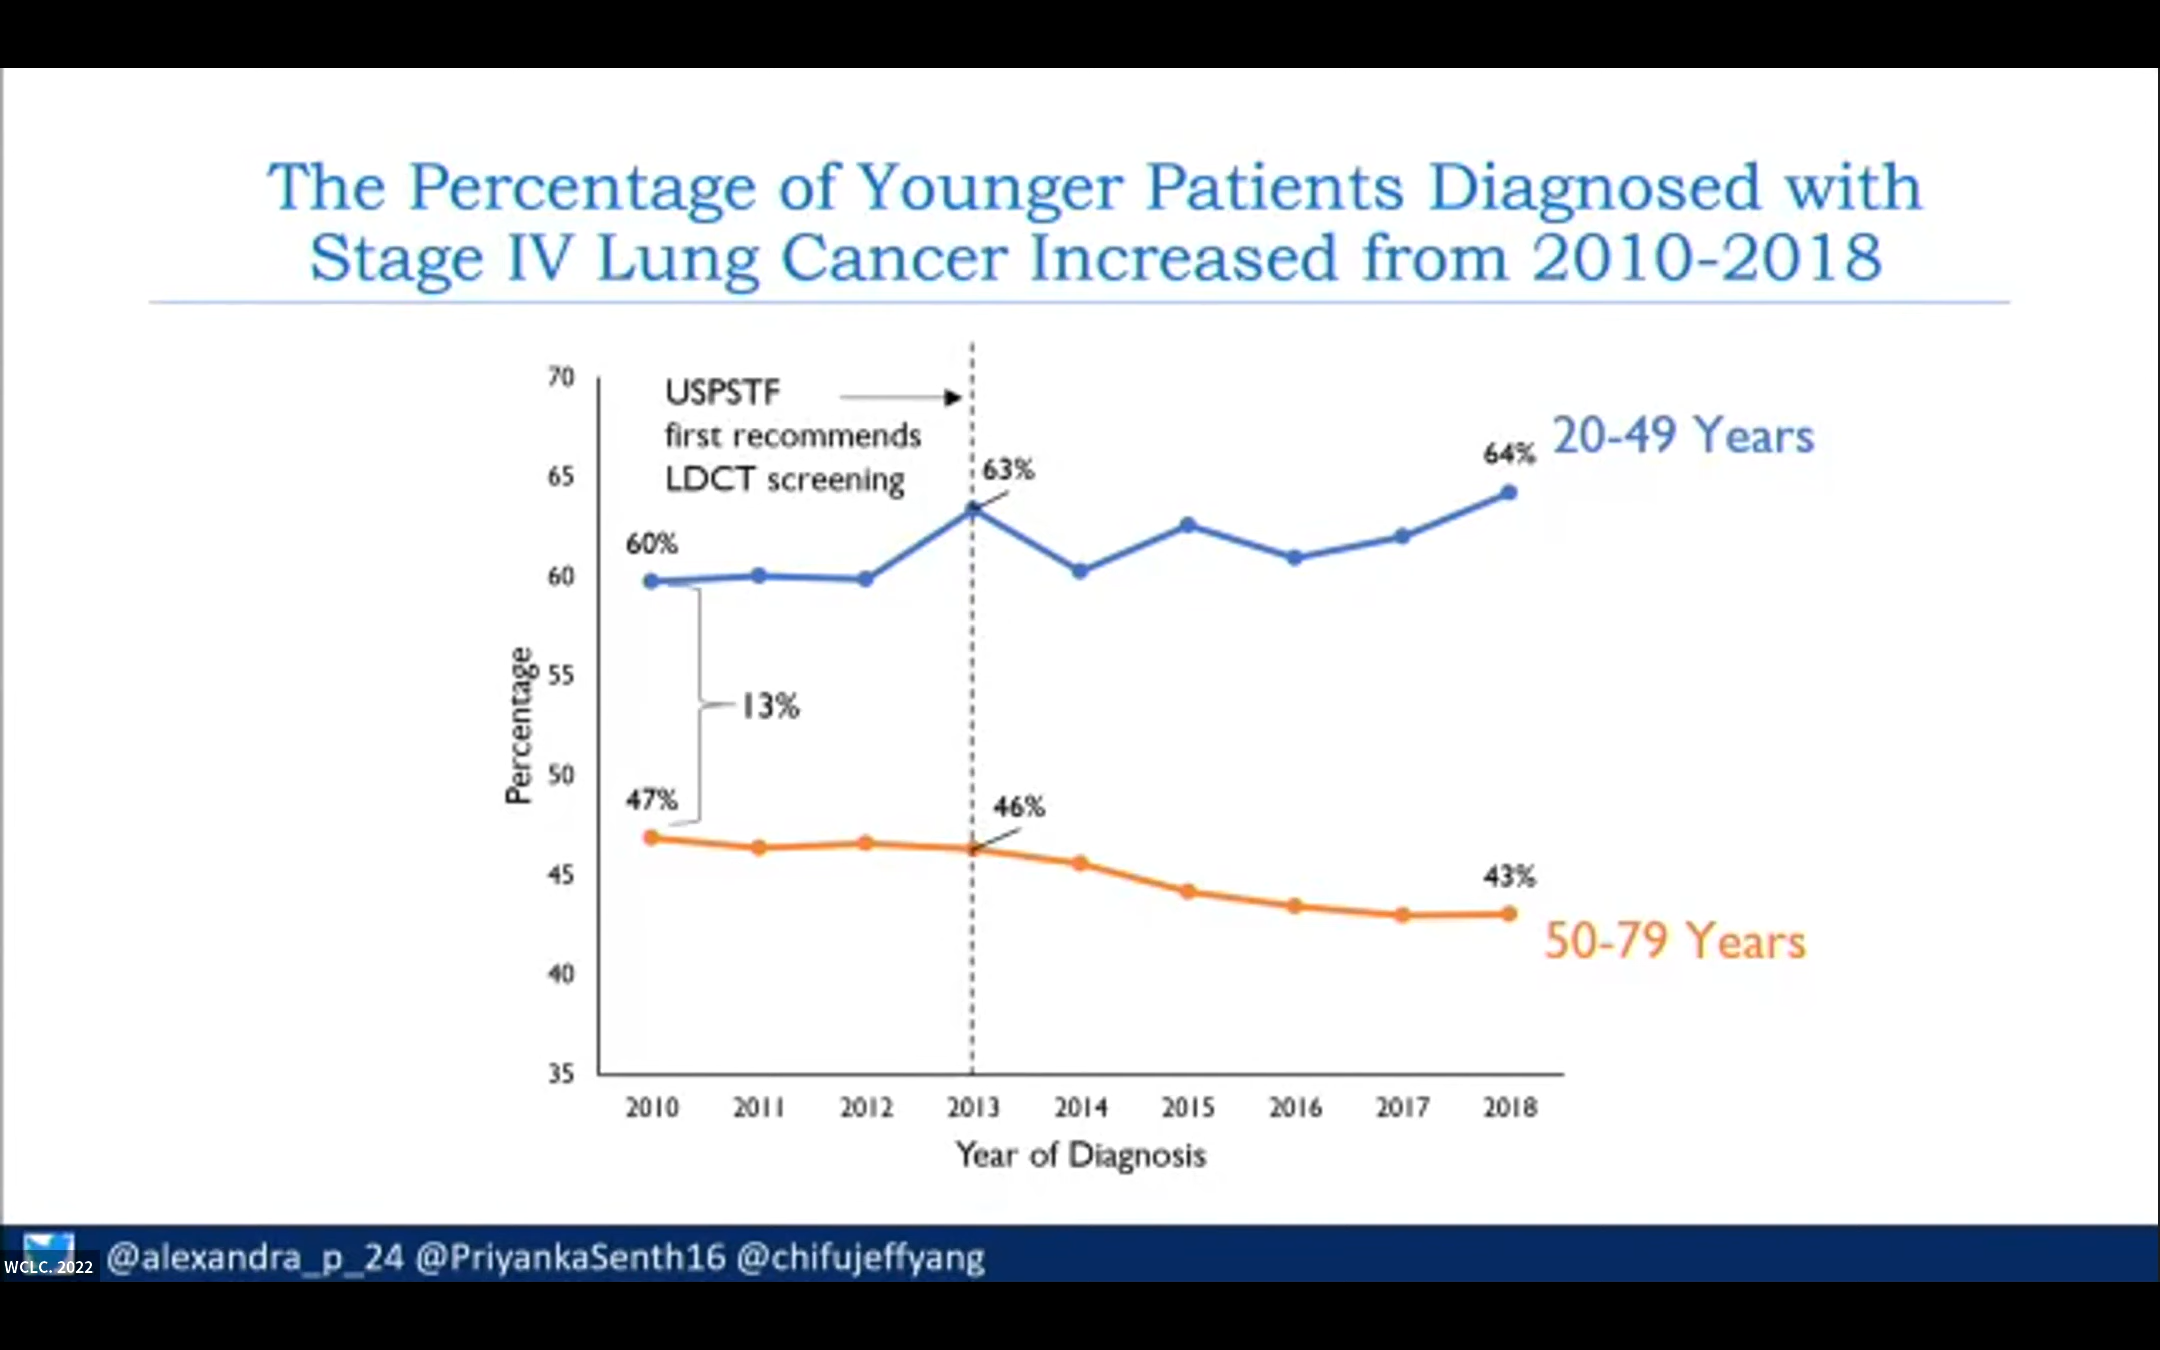 The Percentage of Younger Patients Diagnosed with
Stage IV Lung Cancer Increased from 2010-2018
70
65
60
55
50
45
40
35
Percentage
USPSTF
first recommends
LDCT screening
60%
63%
64%
20-49 Years
13%
47%
46%
43%
50-79 Years
2010 2011 2012 2013 2014 2015 2016 2017 2018
Year of Diagnosis
@alexandra_p_24 @PriyankaSenth16 @chifujeffyang
WCLC. 2022